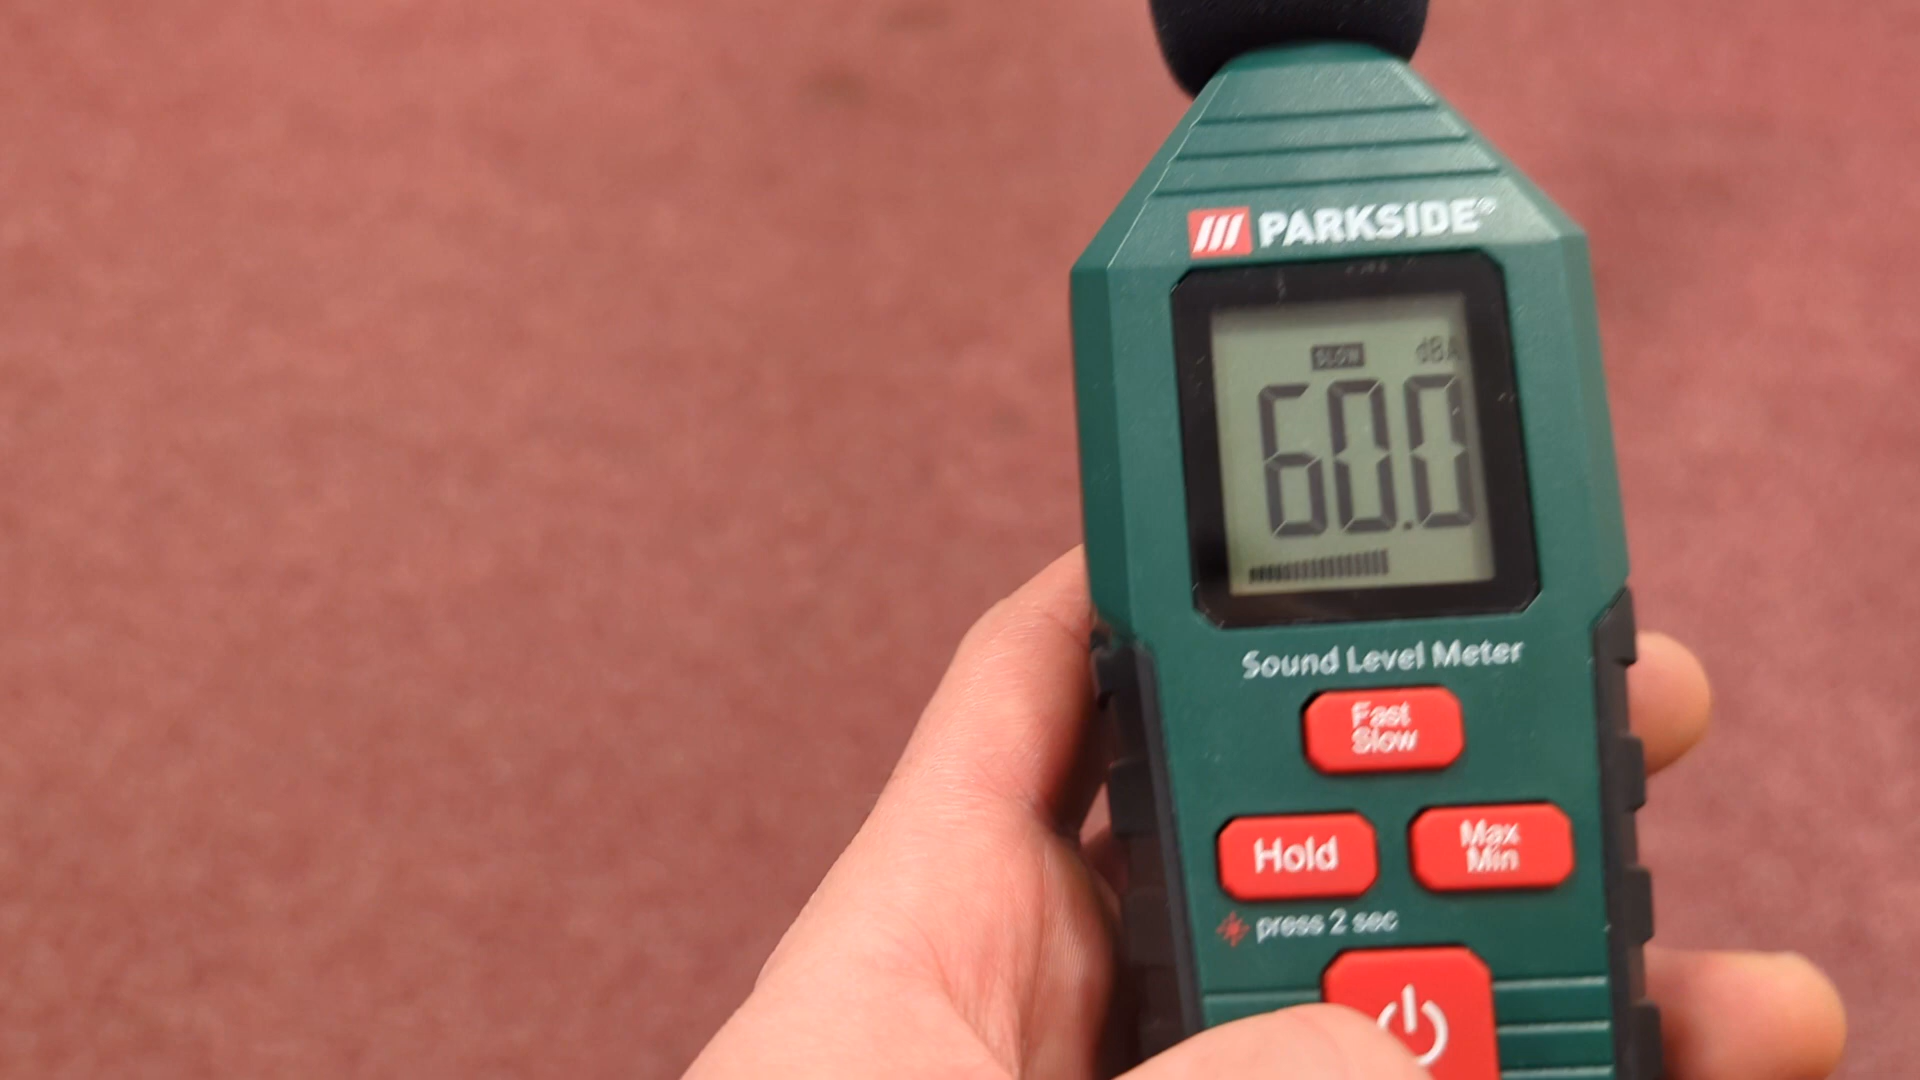 PARKSIDE®
SLOW dBA
60.0
Sound Level Meter
Fast
Slow
Hold
Max
Min
press 2 sec